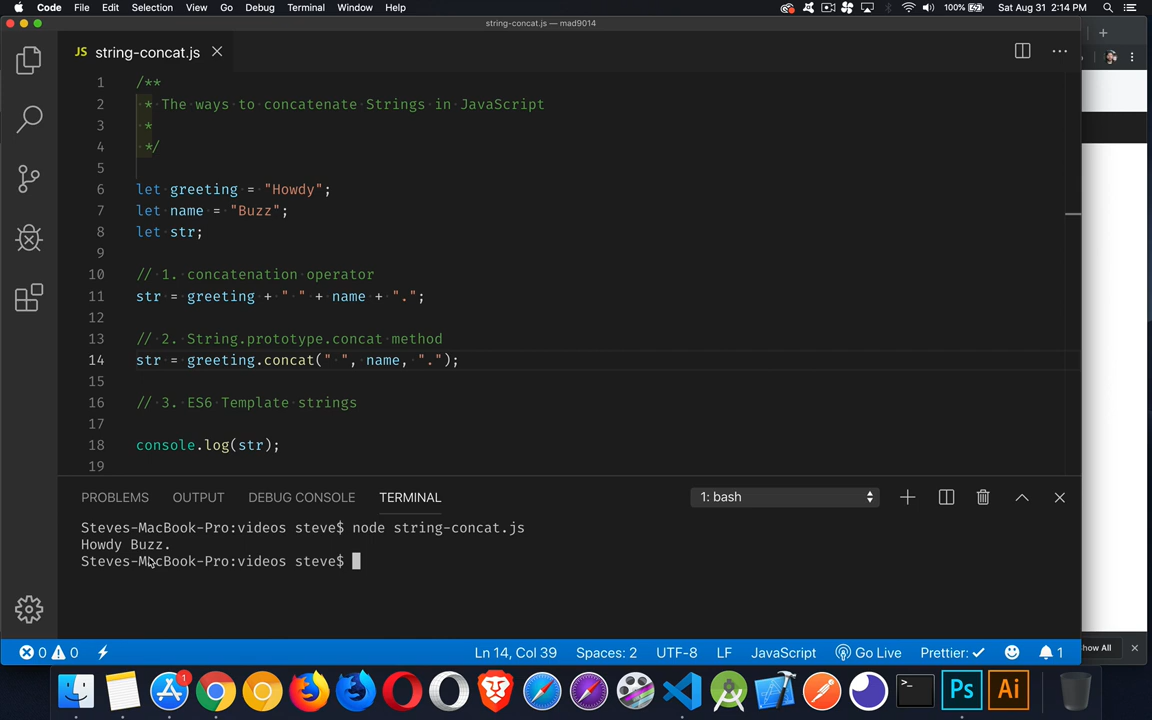 Code File Edit Selection View Go Debug Terminal Window Help 100% Sat Aug 31 2:14 PM
string-concat.js — mad9014
JS string-concat.js
1 /**
2 * The ways to concatenate Strings in JavaScript
3 *
4 */
5
6 let greeting = "Howdy";
7 let name = "Buzz";
8 let str;
9
10 // 1. concatenation operator
11 str = greeting + " " + name + ".";
12
13 // 2. String.prototype.concat method
14 str = greeting.concat(" ", name, ".");
15
16 // 3. ES6 Template strings
17
18 console.log(str);
19
PROBLEMS OUTPUT DEBUG CONSOLE TERMINAL 1: bash
Steves-MacBook-Pro:videos steve$ node string-concat.js
Howdy Buzz.
Steves-MacBook-Pro:videos steve$
0 0 Ln 14, Col 39 Spaces: 2 UTF-8 LF JavaScript Go Live Prettier: 1
how All
1
>_
Ps Ai